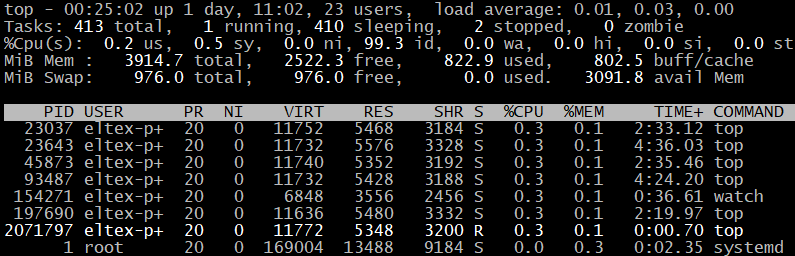 top - 00:25:02 up 1 day, 11:02, 23 users,  load average: 0.01, 0.03, 0.00
Tasks: 413 total,   1 running, 410 sleeping,   2 stopped,   0 zombie
%Cpu(s):  0.2 us,  0.5 sy,  0.0 ni, 99.3 id,  0.0 wa,  0.0 hi,  0.0 si,  0.0 st
MiB Mem :   3914.7 total,   2522.3 free,    822.9 used,    802.5 buff/cache
MiB Swap:    976.0 total,    976.0 free,      0.0 used.   3091.8 avail Mem
PID USER      PR  NI    VIRT    RES    SHR S  %CPU  %MEM     TIME+ COMMAND
23037 eltex-p+  20   0   11752   5468   3184 S   0.3   0.1   2:33.12 top
23643 eltex-p+  20   0   11732   5576   3328 S   0.3   0.1   4:36.03 top
45873 eltex-p+  20   0   11740   5352   3192 S   0.3   0.1   2:35.46 top
93487 eltex-p+  20   0   11732   5428   3188 S   0.3   0.1   4:24.20 top
154271 eltex-p+  20   0    6848   3556   2456 S   0.3   0.1   0:36.61 watch
197690 eltex-p+  20   0   11636   5480   3332 S   0.3   0.1   2:19.97 top
2071797 eltex-p+  20   0   11772   5348   3200 R   0.3   0.1   0:00.70 top
1 root      20   0  169004  13488   9184 S   0.0   0.3   0:02.35 systemd